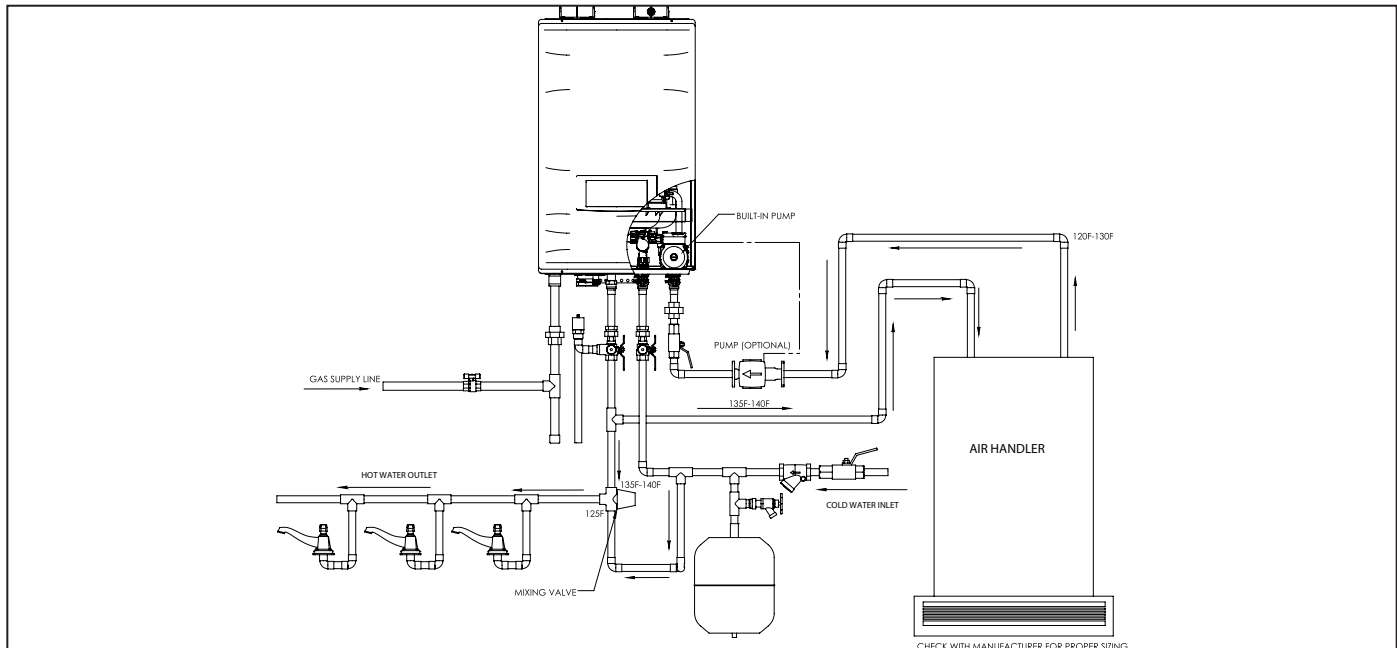 BUILT-IN PUMP
120F-130F
PUMP (OPTIONAL)
GAS SUPPLY LINE
135F-140F
AIR HANDLER
HOT WATER OUTLET
135F-140F
125F
COLD WATER INLET
MIXING VALVE
CHECK WITH MANUFACTURER FOR PROPER SIZING